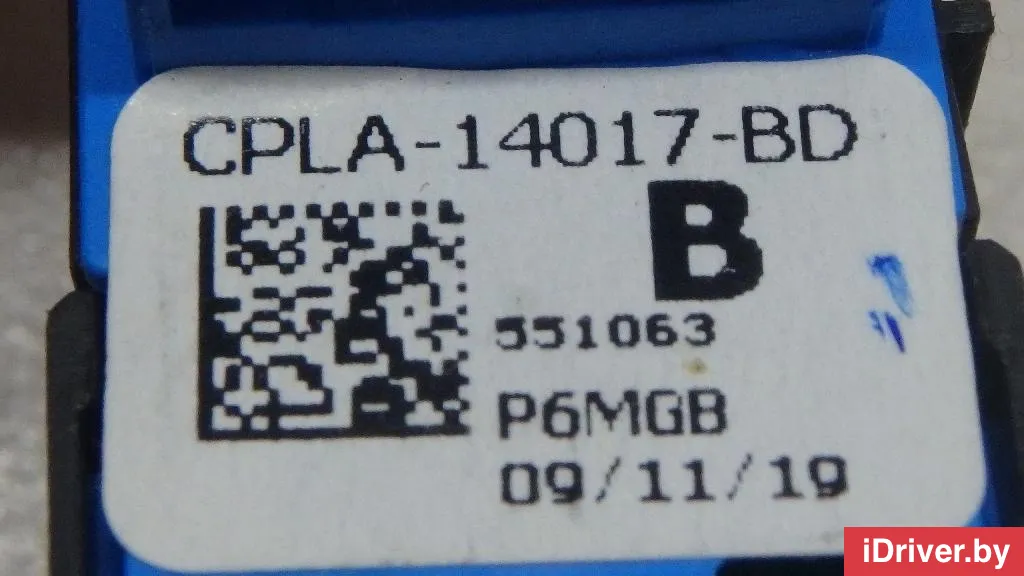 CPLA-14017-BD
B
551063
P6MGB
09/11/19
iDriver.by